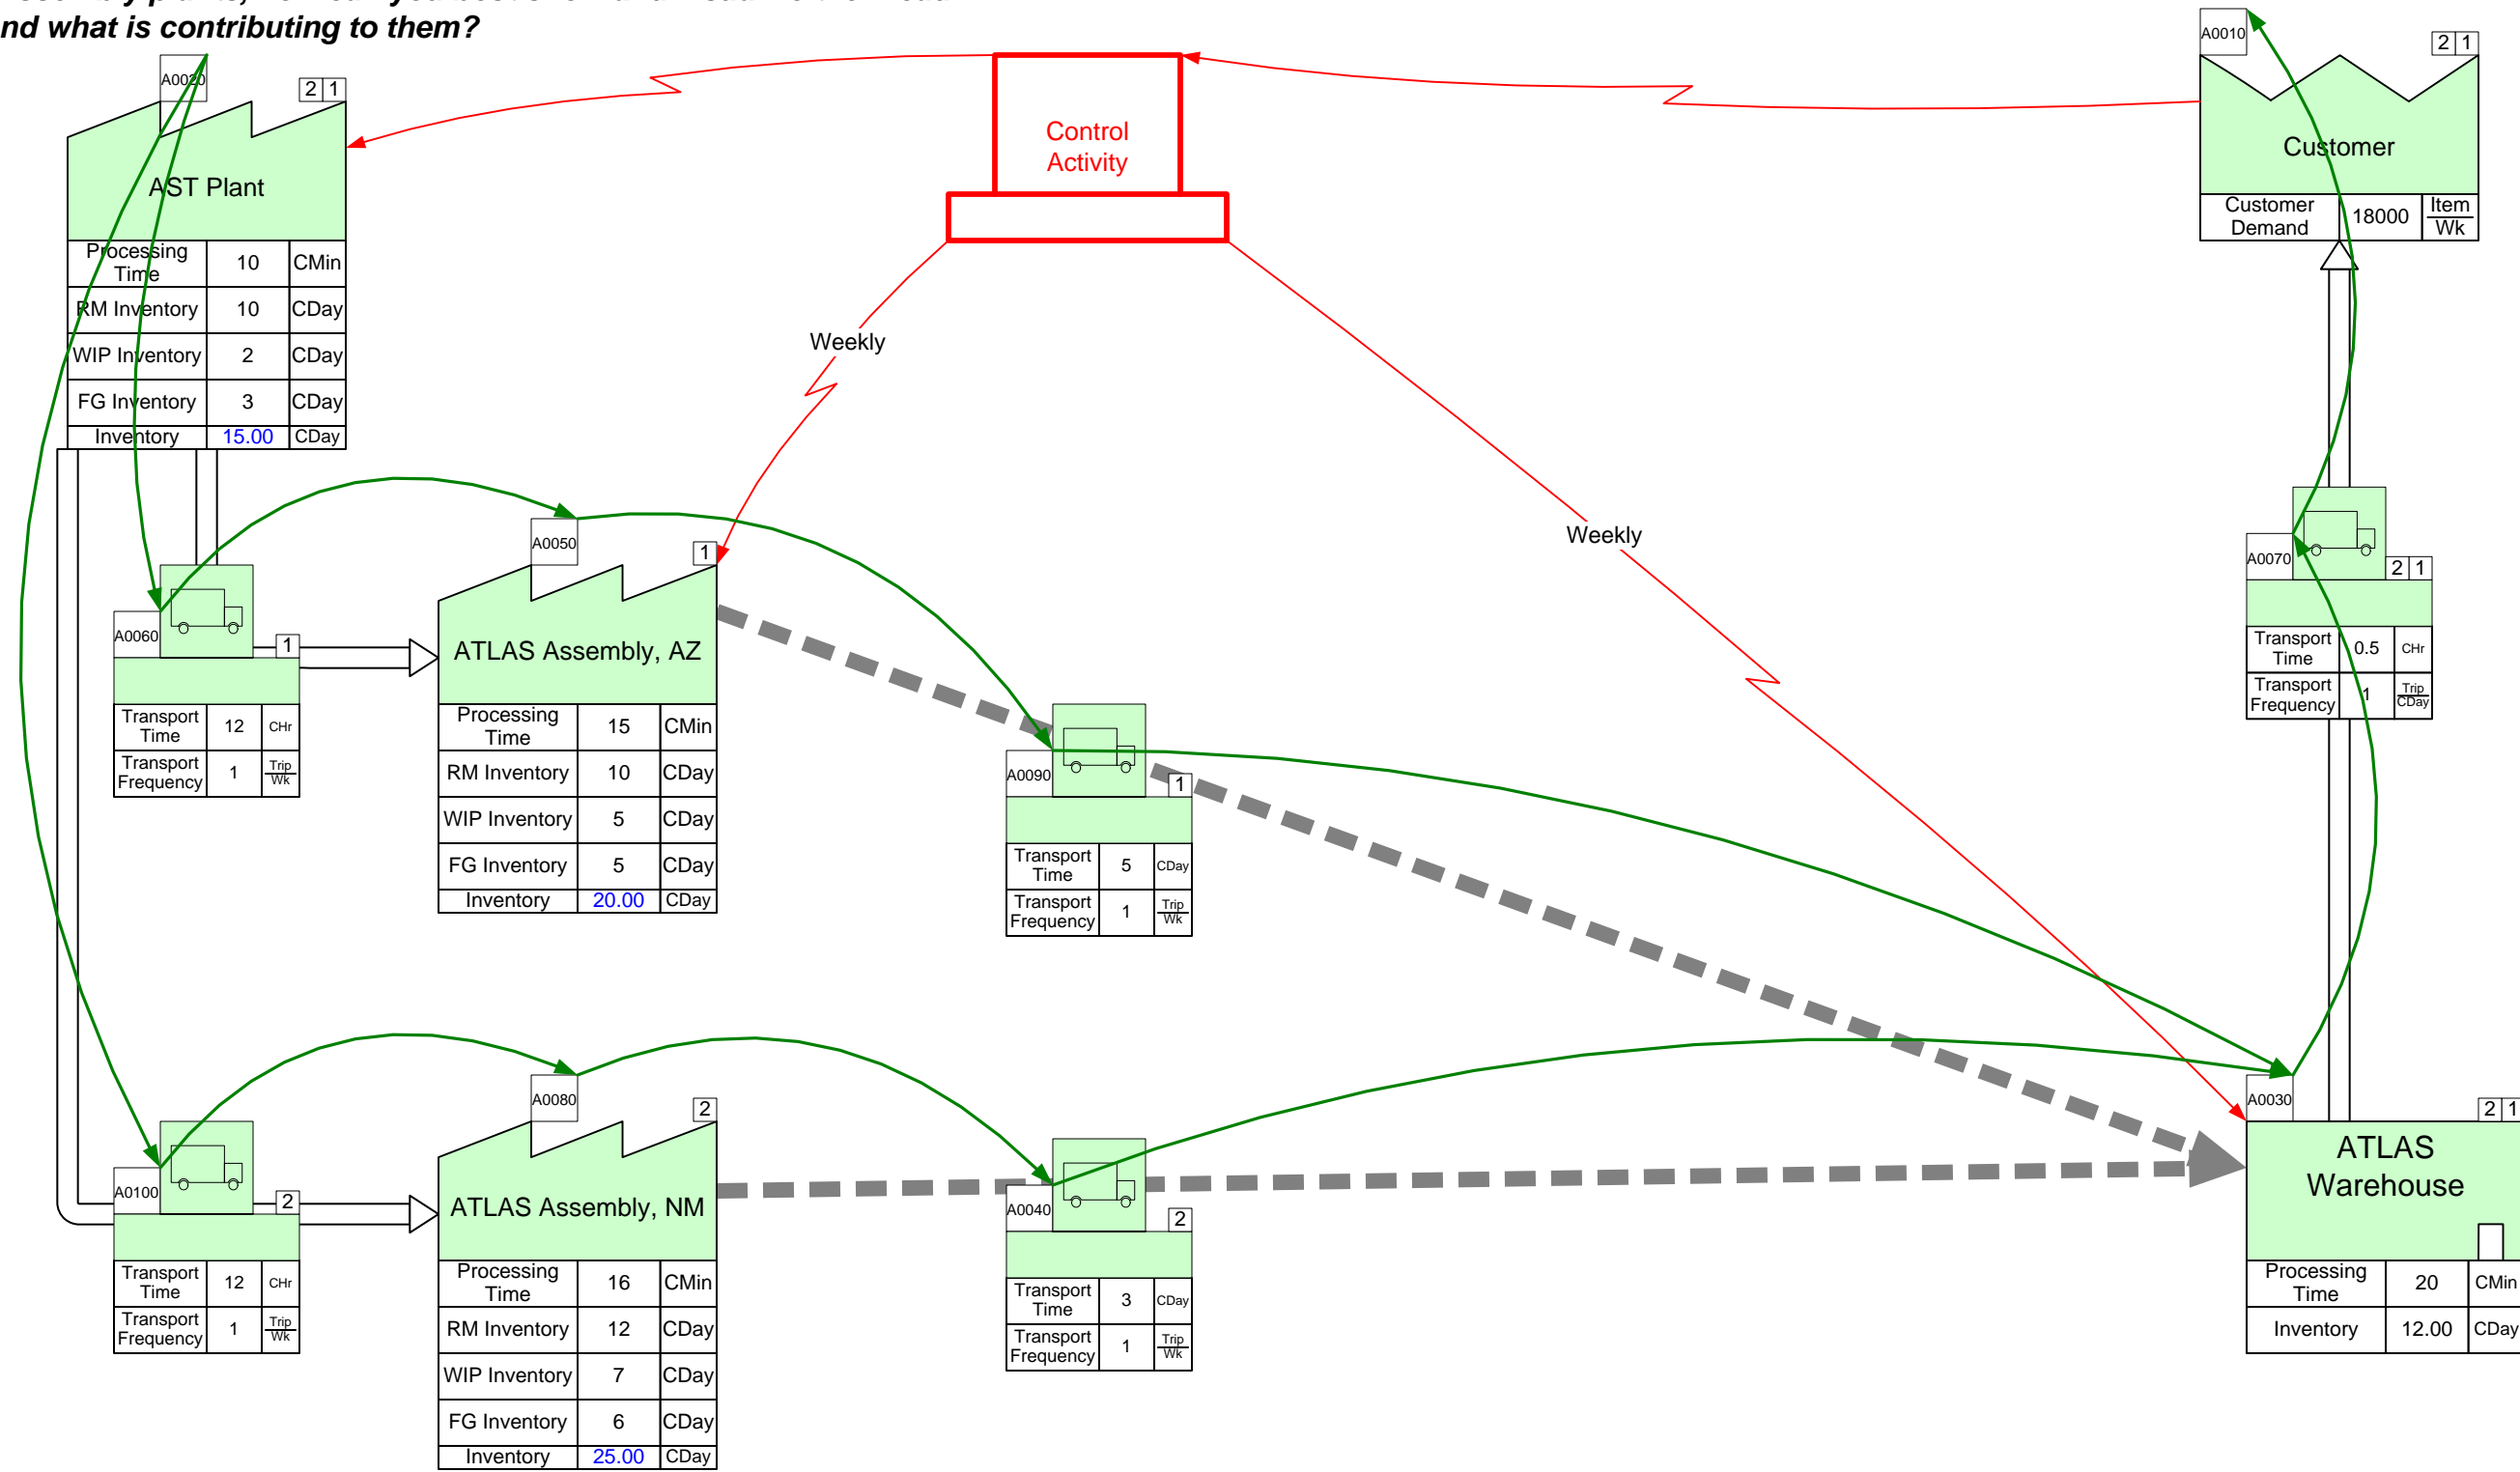 nd what is contributing to them?
A0020
2 1
AST Plant
Processing Time 10 CMin
RM Inventory 10 CDay
WIP Inventory 2 CDay
FG Inventory 3 CDay
Inventory 15.00 CDay
Control
Activity
A0010
2 1
Customer
Customer Demand 18000 Item Wk
Weekly
Weekly
A0060
1
Transport Time 12 CHr
Transport Frequency 1 Trip Wk
A0050
1
ATLAS Assembly, AZ
Processing Time 15 CMin
RM Inventory 10 CDay
WIP Inventory 5 CDay
FG Inventory 5 CDay
Inventory 20.00 CDay
A0090
1
Transport Time 5 CDay
Transport Frequency 1 Trip Wk
A0070
2 1
Transport Time 0.5 CHr
Transport Frequency 1 Trip CDay
A0100
2
Transport Time 12 CHr
Transport Frequency 1 Trip Wk
A0080
2
ATLAS Assembly, NM
Processing Time 16 CMin
RM Inventory 12 CDay
WIP Inventory 7 CDay
FG Inventory 6 CDay
Inventory 25.00 CDay
A0040
2
Transport Time 3 CDay
Transport Frequency 1 Trip Wk
A0030
2 1
ATLAS
Warehouse
Processing Time 20 CMin
Inventory 12.00 CDay